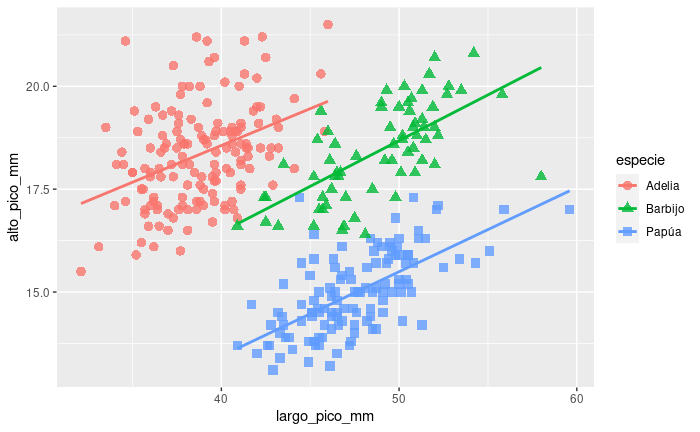 20.0
17.5
15.0
alto_pico_mm
40
50
60
largo_pico_mm
especie
Adelia
Barbijo
Papúa